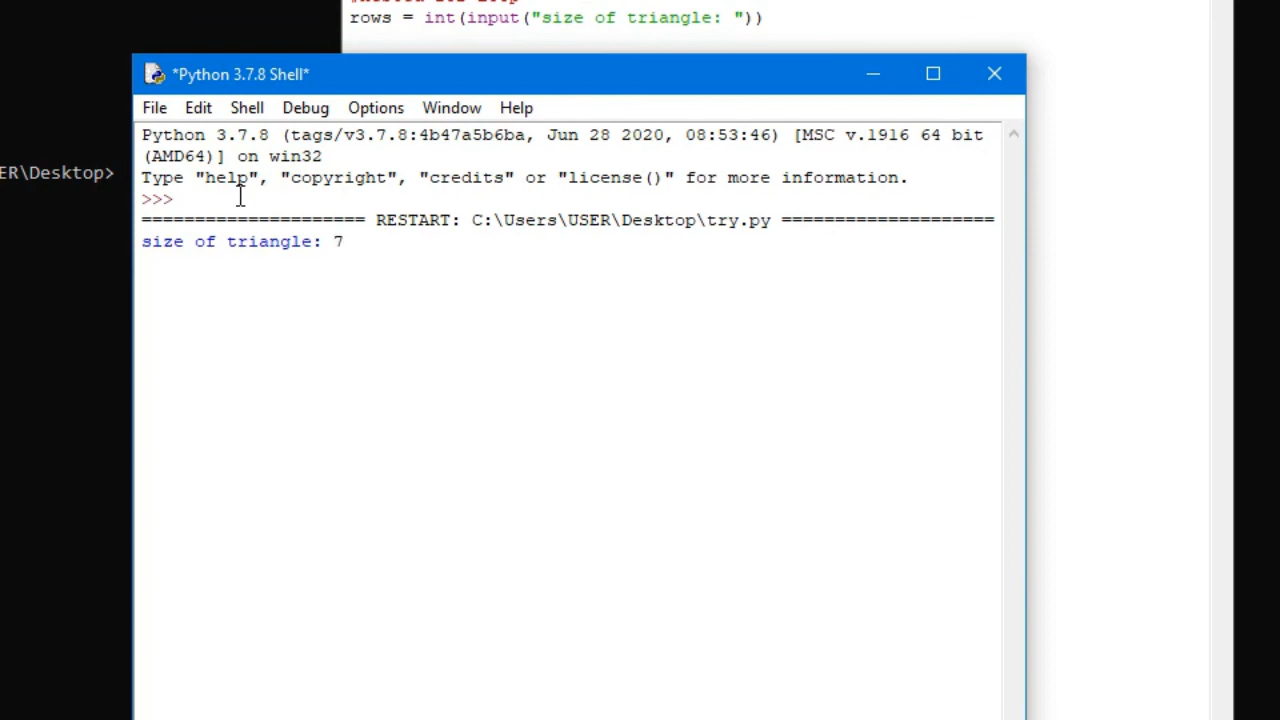 rows = int(input("size of triangle: "))
*Python 3.7.8 Shell*
File Edit Shell Debug Options Window Help
Python 3.7.8 (tags/v3.7.8:4b47a5b6ba, Jun 28 2020, 08:53:46) [MSC v.1916 64 bit
(AMD64)] on win32
ER\Desktop>
Type "help", "copyright", "credits" or "license()" for more information.
>>>
===================== RESTART: C:\Users\USER\Desktop\try.py ====================
size of triangle: 7